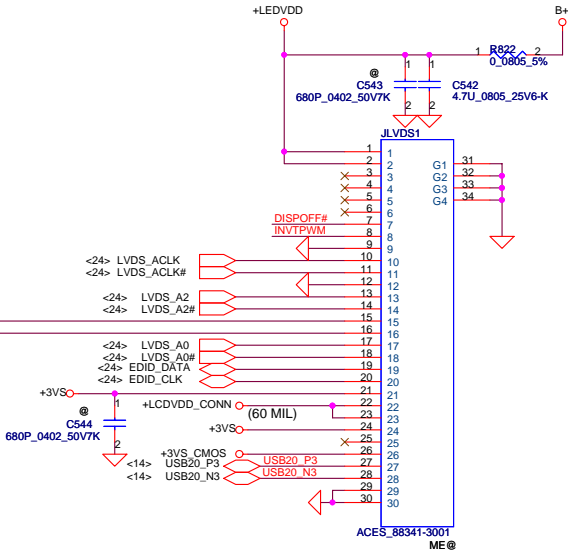 +LEDVDD B+
1 R822 2
0_0805_5%
@ 1 1
C543 C542
680P_0402_50V7K 4.7U_0805_25V6-K
2 2
JLVDS1
1 1
2 2 G1 31
3 3 G2 32
4 4 G3 33
5 5 G4 34
6 6
DISPOFF# 7 7
INVTPWM 8 8
9 9
<24> LVDS_ACLK 10 10
<24> LVDS_ACLK# 11 11
12 12
<24> LVDS_A2 13 13
<24> LVDS_A2# 14 14
15 15
16 16
<24> LVDS_A0 17 17
<24> LVDS_A0# 18 18
<24> EDID_DATA 19 19
<24> EDID_CLK 20 20
+3VS 21 21
1 +LCDVDD_CONN (60 MIL) 22 22
@ 23 23
C544 +3VS 24 24
680P_0402_50V7K 25 25
2 +3VS_CMOS 26 26
<14> USB20_P3 USB20_P3 27 27
<14> USB20_N3 USB20_N3 28 28
29 29
30 30
ACES_88341-3001
ME@